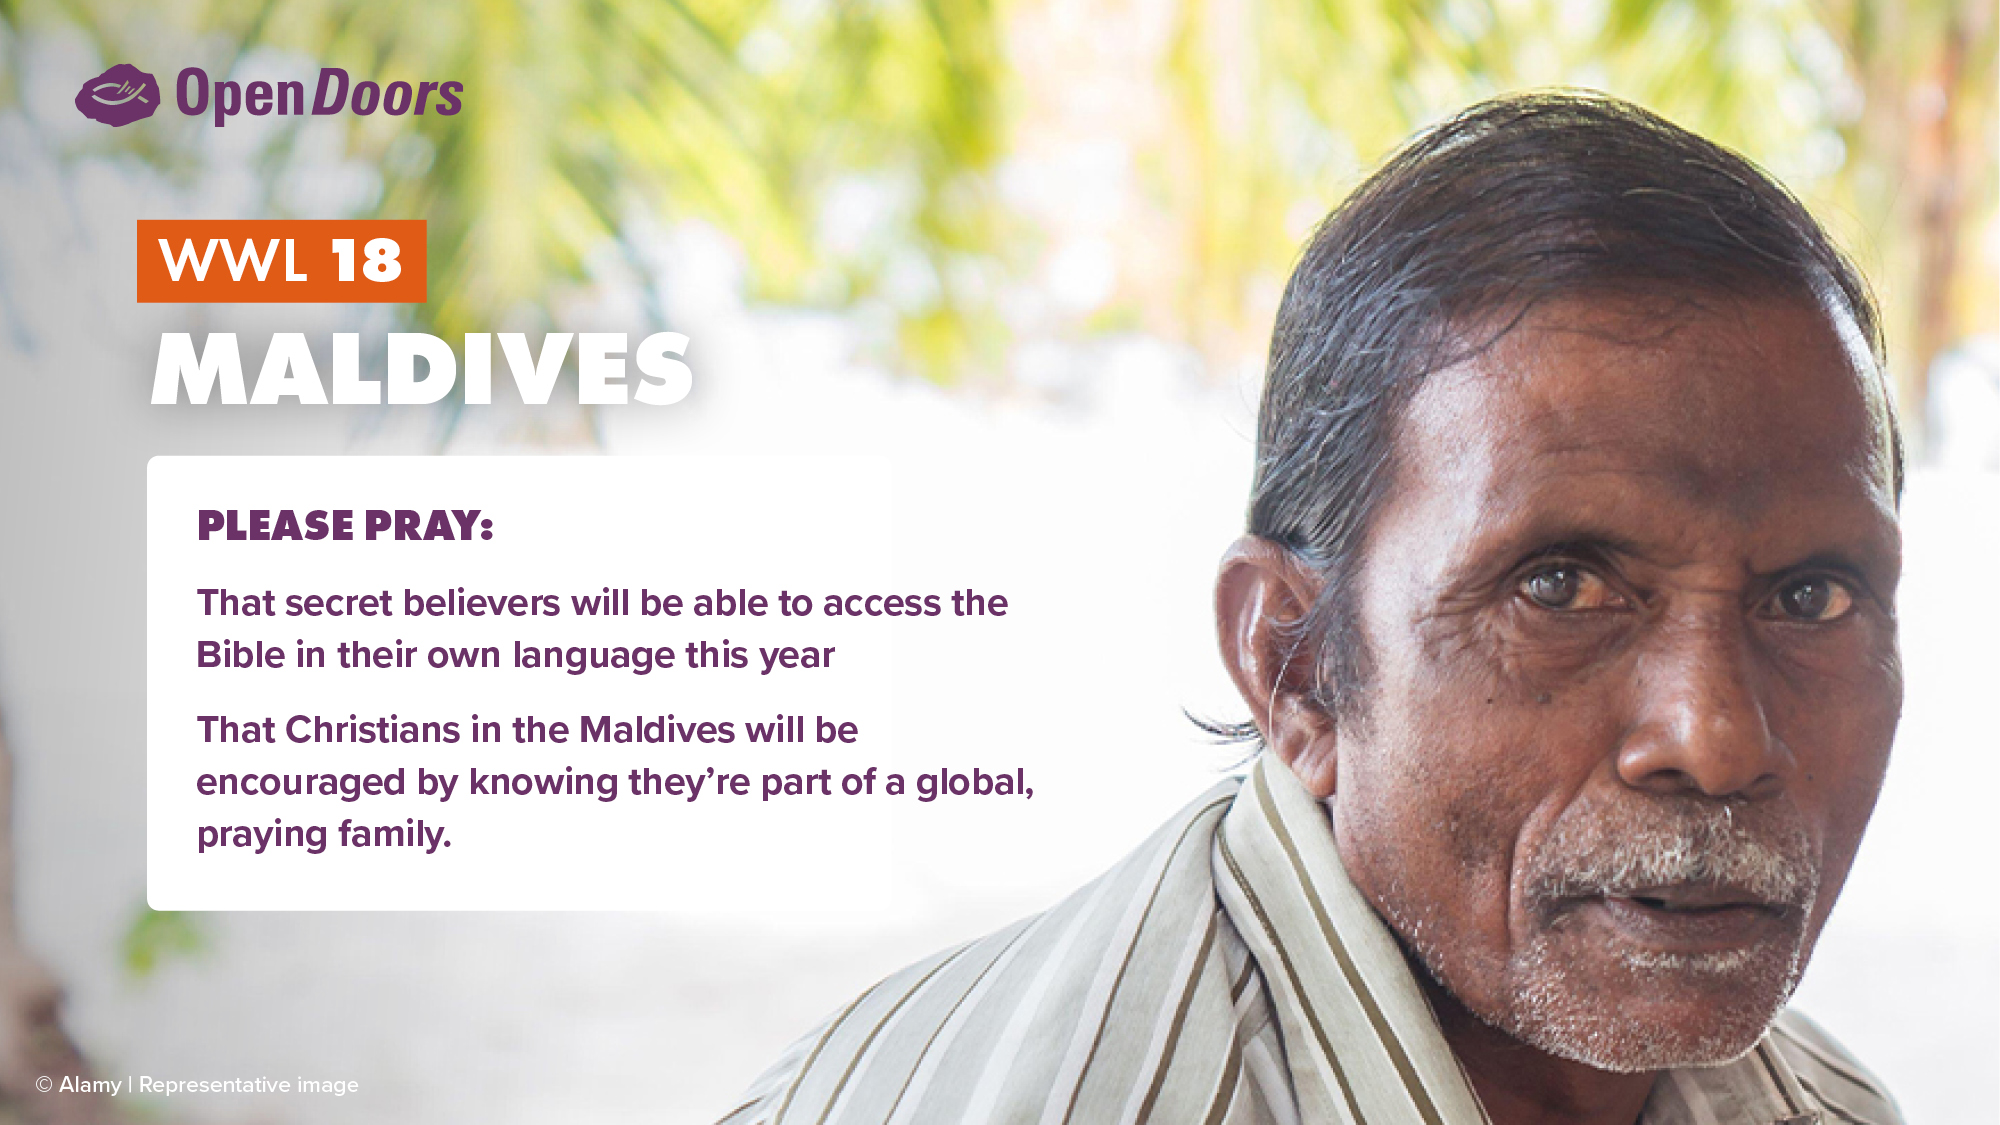 OpenDoors
WWL 18
MALDIVES
PLEASE PRAY:
That secret believers will be able to access the
Bible in their own language this year
That Christians in the Maldives will be
encouraged by knowing they’re part of a global,
praying family.
© Alamy | Representative image